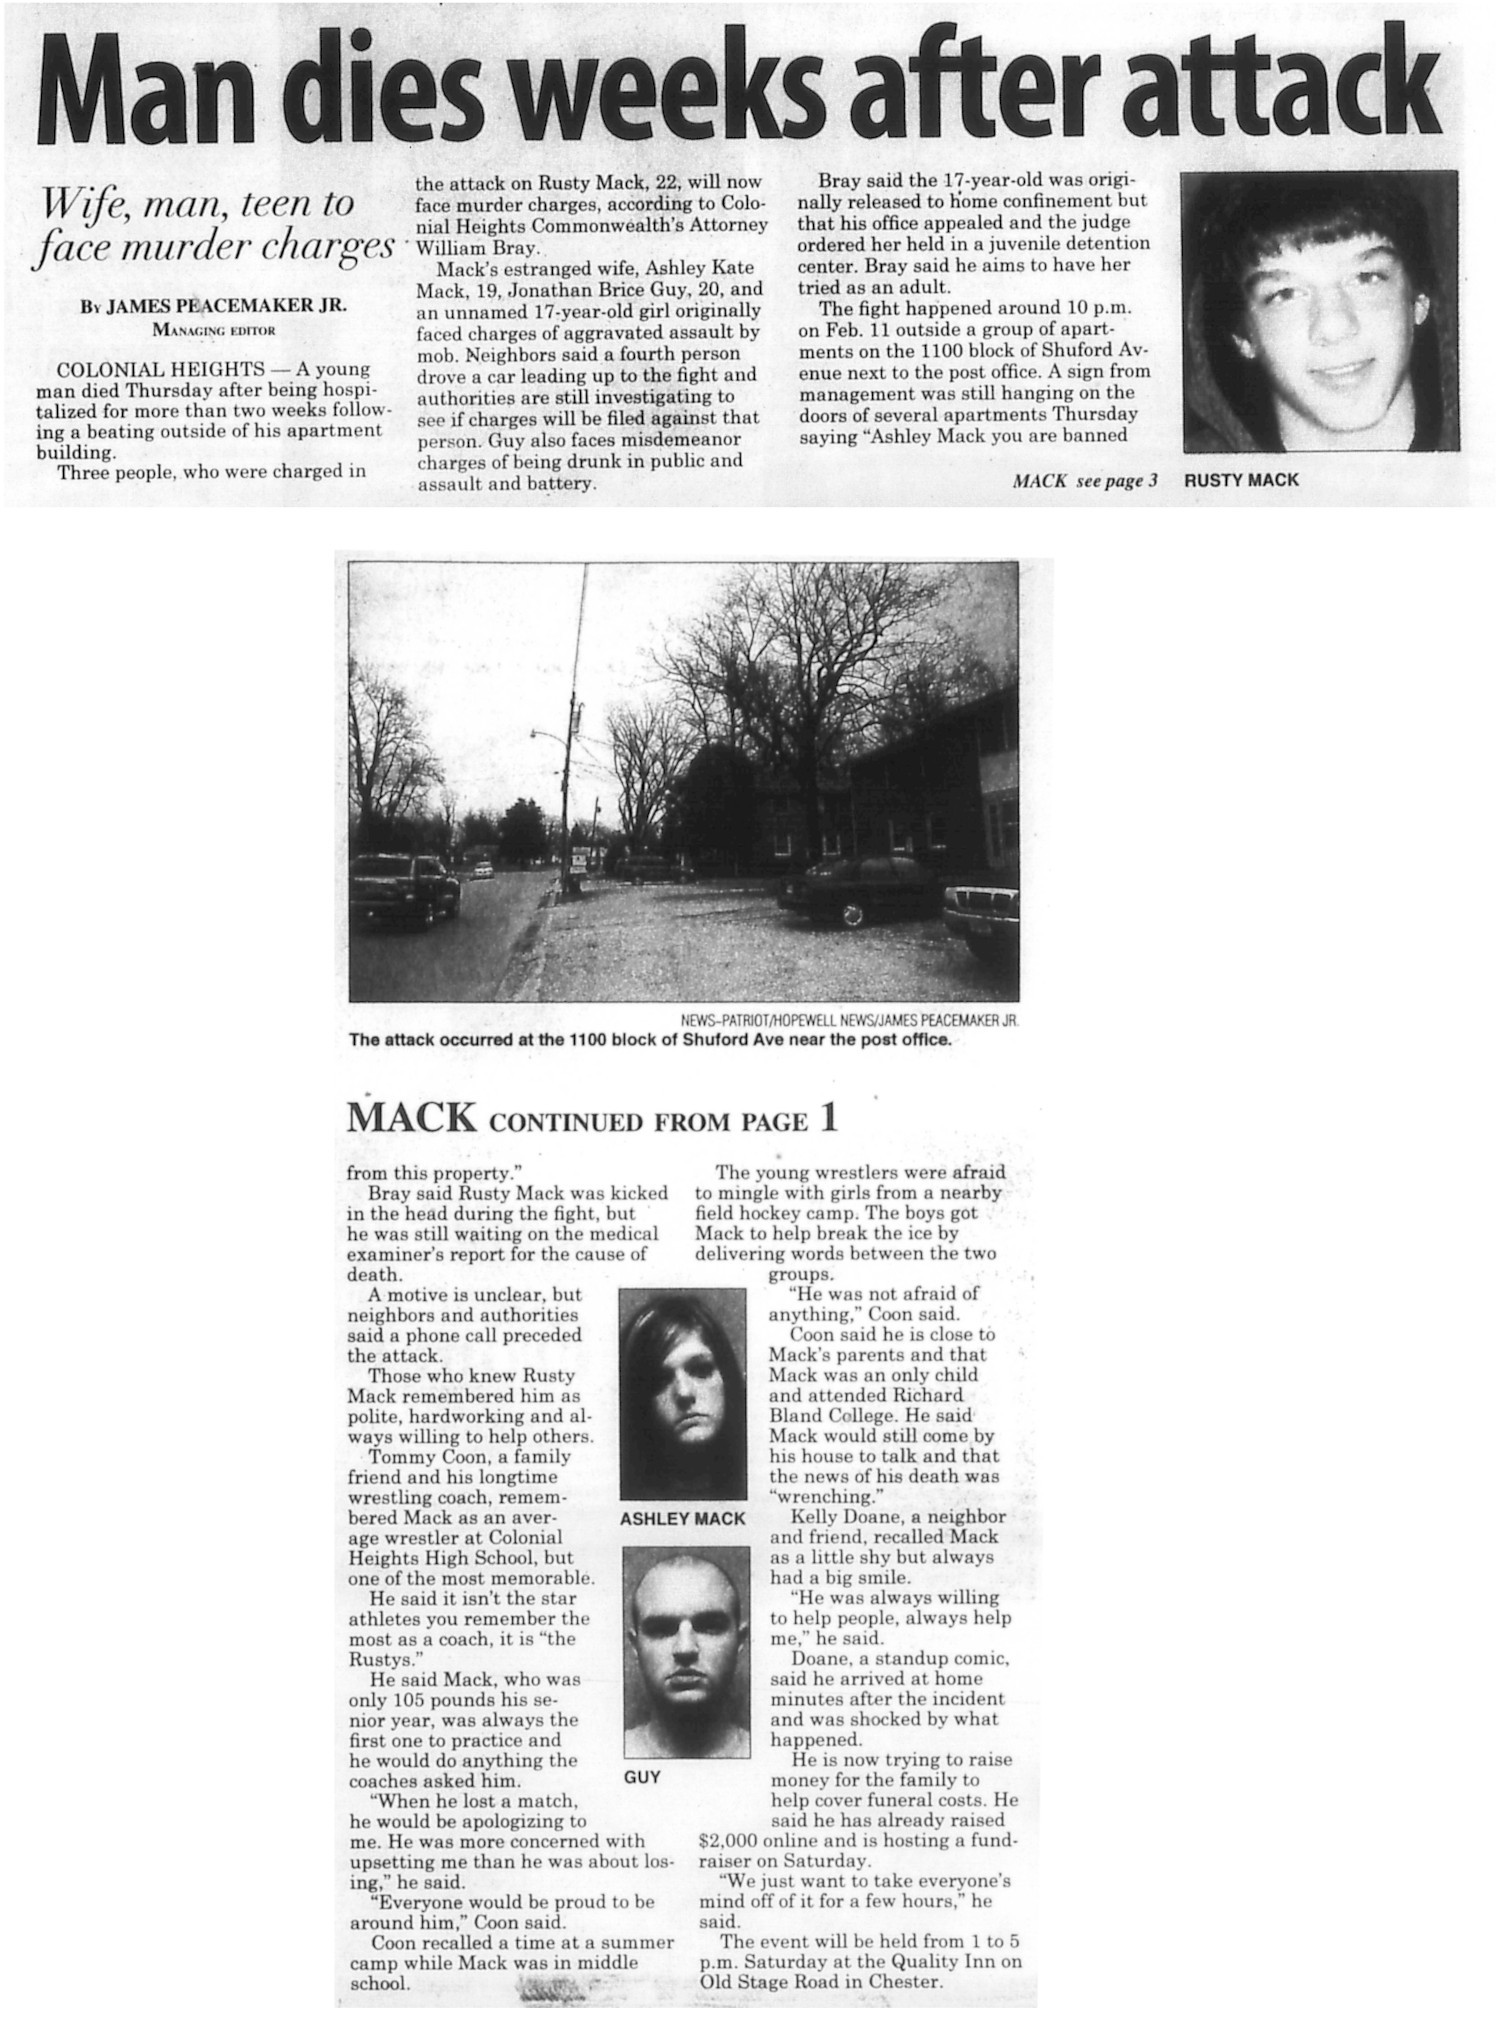 Man dies weeks after attack
Wife, man, teen to
face murder charges
By JAMES PEACEMAKER JR.
MANAGING EDITOR
COLONIAL HEIGHTS — A young
man died Thursday after being hospi-
talized for more than two weeks follow-
ing a beating outside of his apartment
building.
Three people, who were charged in
the attack on Rusty Mack, 22, will now
face murder charges, according to Colo-
nial Heights Commonwealth's Attorney
William Bray.
Mack's estranged wife, Ashley Kate
Mack, 19, Jonathan Brice Guy, 20, and
an unnamed 17-year-old girl originally
faced charges of aggravated assault by
mob. Neighbors said a fourth person
drove a car leading up to the fight and
authorities are still investigating to
see if charges will be filed against that
person. Guy also faces misdemeanor
charges of being drunk in public and
assault and battery.
Bray said the 17-year-old was origi-
nally released to home confinement but
that his office appealed and the judge
ordered her held in a juvenile detention
center. Bray said he aims to have her
tried as an adult.
The fight happened around 10 p.m.
on Feb. 11 outside a group of apart-
ments on the 1100 block of Shuford Av-
enue next to the post office. A sign from
management was still hanging on the
doors of several apartments Thursday
saying "Ashley Mack you are banned
MACK see page 3
RUSTY MACK
NEWS-PATRIOT/HOPEWELL NEWS/JAMES PEACEMAKER JR.
The attack occurred at the 1100 block of Shuford Ave near the post office.
MACK CONTINUED FROM PAGE 1
from this property."
Bray said Rusty Mack was kicked
in the head during the fight, but
he was still waiting on the medical
examiner's report for the cause of
death.
A motive is unclear, but
neighbors and authorities
said a phone call preceded
the attack.
Those who knew Rusty
Mack remembered him as
polite, hardworking and al-
ways willing to help others.
Tommy Coon, a family
friend and his longtime
wrestling coach, remem-
bered Mack as an aver-
age wrestler at Colonial
Heights High School, but
one of the most memorable.
He said it isn't the star
athletes you remember the
most as a coach, it is "the
Rustys."
He said Mack, who was
only 105 pounds his se-
nior year, was always the
first one to practice and
he would do anything the
coaches asked him.
"When he lost a match,
he would be apologizing to
me. He was more concerned with
upsetting me than he was about los-
ing," he said.
"Everyone would be proud to be
around him," Coon said.
Coon recalled a time at a summer
camp while Mack was in middle
school.
ASHLEY MACK
GUY
The young wrestlers were afraid
to mingle with girls from a nearby
field hockey camp. The boys got
Mack to help break the ice by
delivering words between the two
groups.
"He was not afraid of
anything," Coon said.
Coon said he is close to
Mack's parents and that
Mack was an only child
and attended Richard
Bland College. He said
Mack would still come by
his house to talk and that
the news of his death was
"wrenching."
Kelly Doane, a neighbor
and friend, recalled Mack
as a little shy but always
had a big smile.
"He was always willing
to help people, always help
me," he said.
Doane, a standup comic,
said he arrived at home
minutes after the incident
and was shocked by what
happened.
He is now trying to raise
money for the family to
help cover funeral costs. He
said he has already raised
$2,000 online and is hosting a fund-
raiser on Saturday.
"We just want to take everyone's
mind off of it for a few hours," he
said.
The event will be held from 1 to 5
p.m. Saturday at the Quality Inn on
Old Stage Road in Chester.